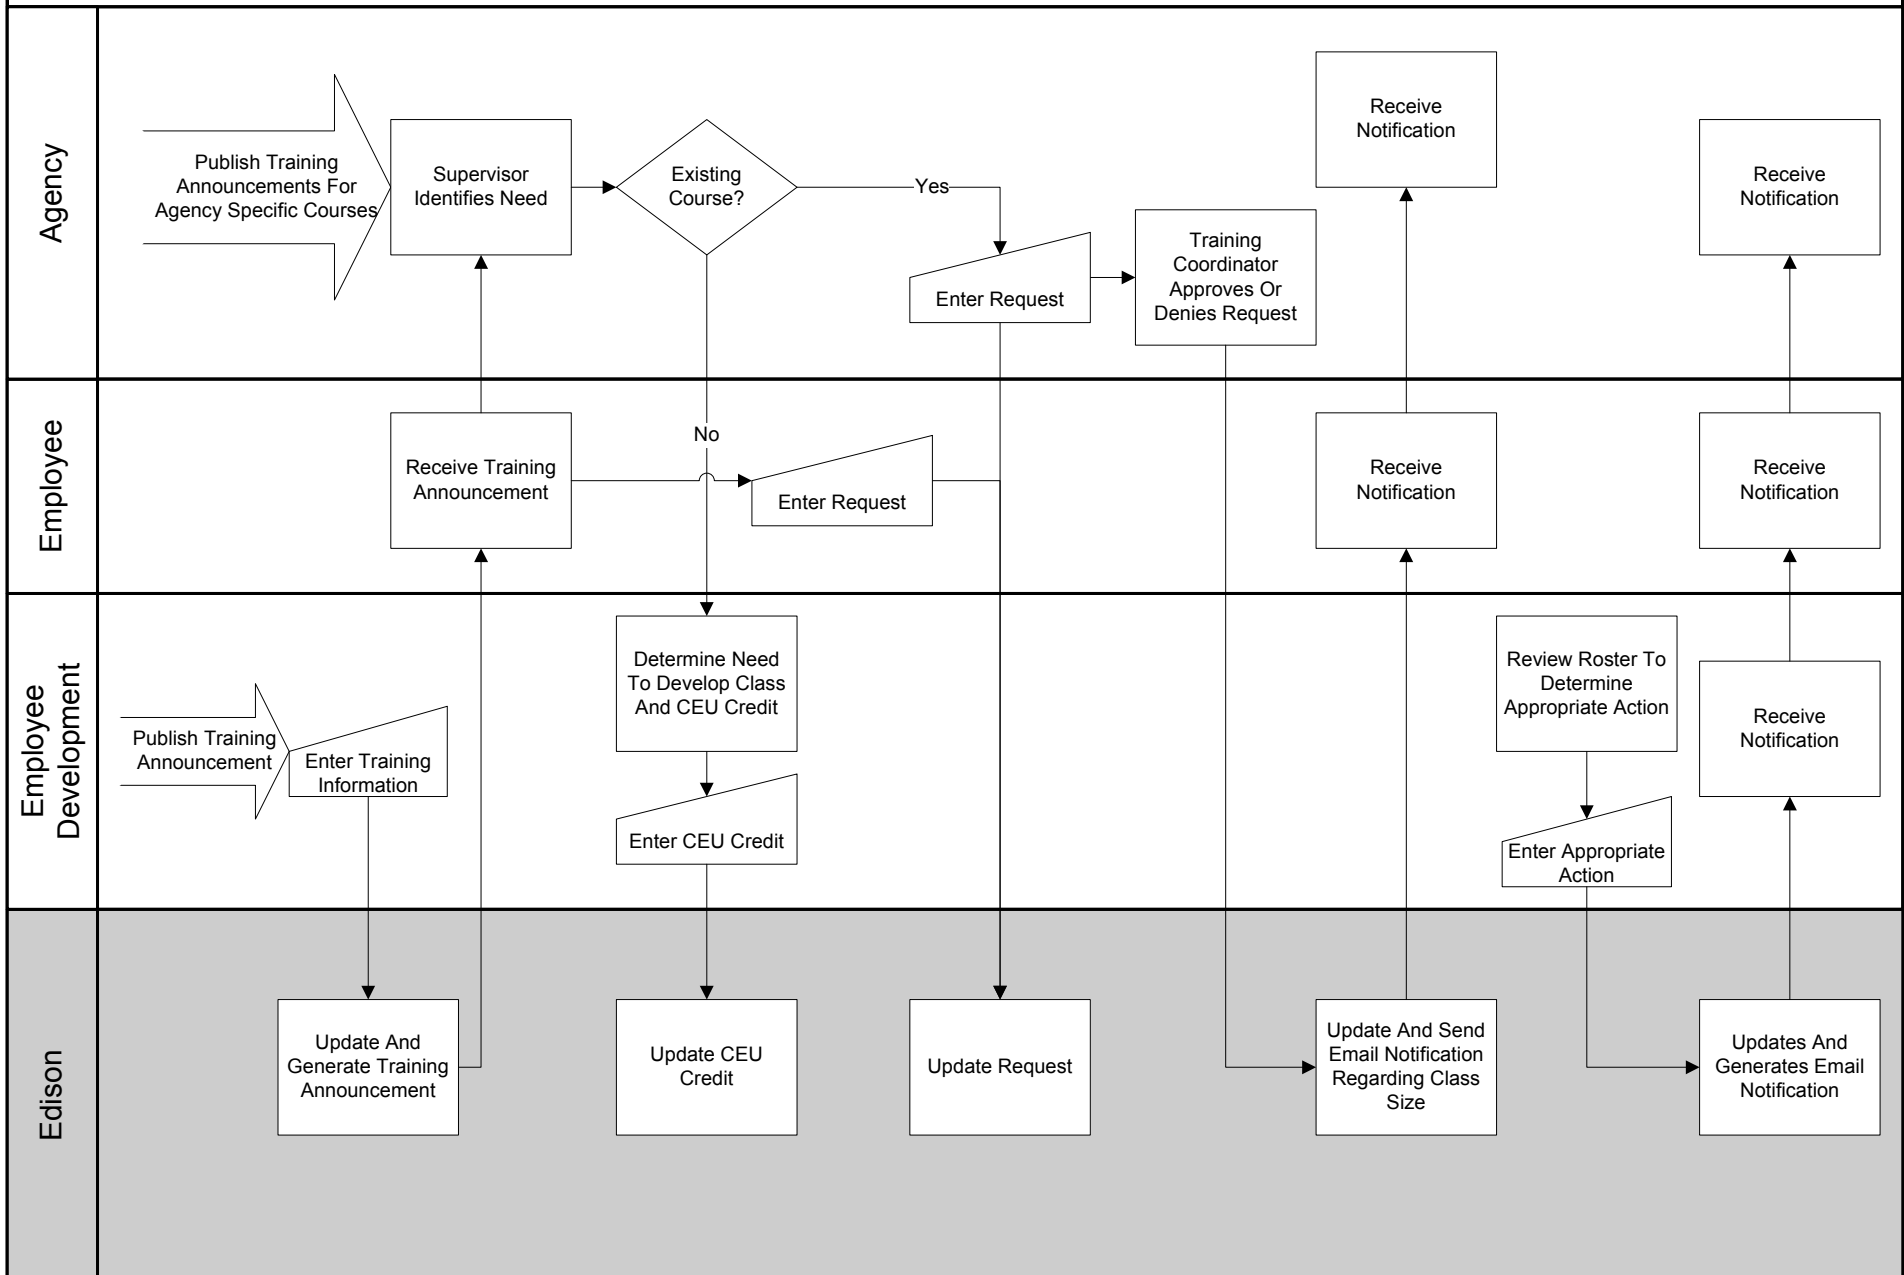 Agency
Publish Training
Announcements For
Agency Specific Courses
Supervisor
Identifies Need
Existing
Course?
Yes
Enter Request
Training
Coordinator
Approves Or
Denies Request
Receive
Notification
Receive
Notification
Employee
Receive Training
Announcement
No
Enter Request
Receive
Notification
Receive
Notification
Employee
Development
Publish Training
Announcement
Enter Training
Information
Determine Need
To Develop Class
And CEU Credit
Enter CEU Credit
Review Roster To
Determine
Appropriate Action
Enter Appropriate
Action
Receive
Notification
Edison
Update And
Generate Training
Announcement
Update CEU
Credit
Update Request
Update And Send
Email Notification
Regarding Class
Size
Updates And
Generates Email
Notification